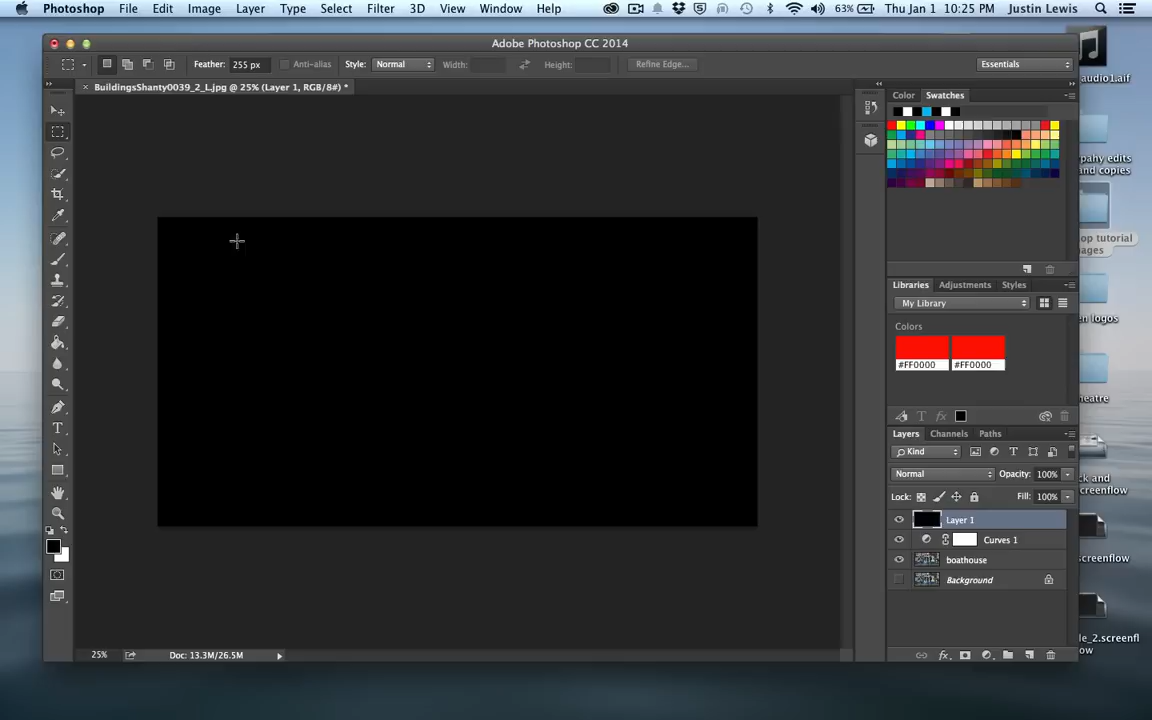 Photoshop File Edit Image Layer Type Select Filter 3D View Window Help 63% Thu Jan 1 10:25 PM Justin Lewis
Adobe Photoshop CC 2014
Feather: 255 px Anti-alias Style: Normal Width: Height: Refine Edge... Essentials
BuildingsShanty0039_2_L.jpg @ 25% (Layer 1, RGB/8#) *
Color Swatches
audio1.aif
pahy edits
and copies
op tutorial
ages
Libraries Adjustments Styles
My Library
en logos
Colors
#FF0000 #FF0000
eatre
Layers Channels Paths
Kind
Normal Opacity: 100%
ck and
creenflow
Lock: Fill: 100%
Layer 1
Curves 1
boathouse
screenflow
Background
le_2.screenfl
ow
25% Doc: 13.3M/26.5M